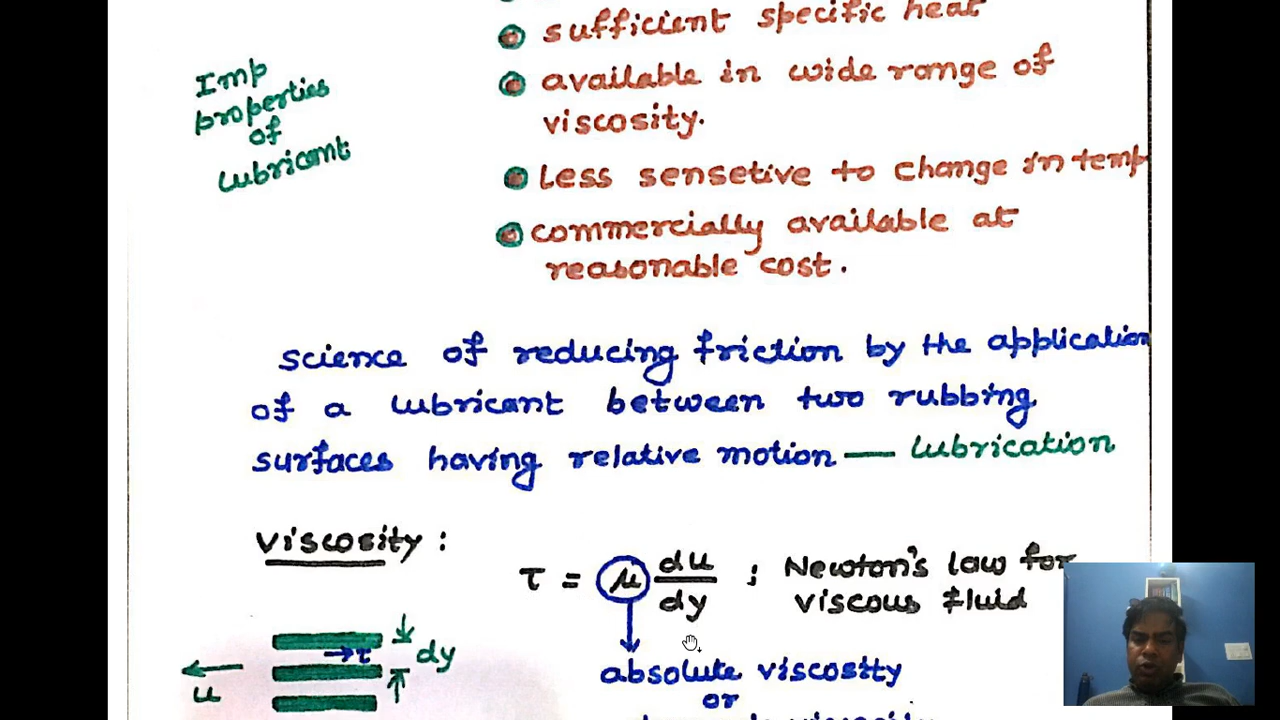 sufficient specific heat
available in wide range of
viscosity.
Imp
properties
of
lubricant
less sensetive to change in temp
commercially available at
reasonable cost.
science of reducing friction by the application
of a lubricant between two rubbing
surfaces having relative motion — lubrication
viscosity :
τ = μ du/dy : Newton's law for
viscous fluid
τ
dy
u
absolute viscosity
or
viscosity